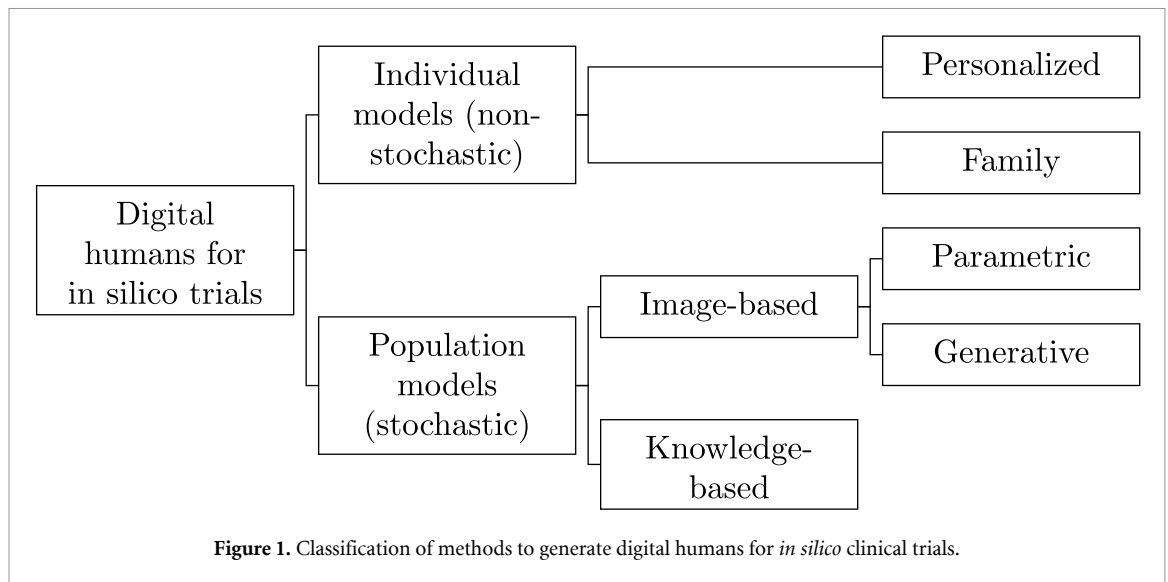 Digital
humans for
in silico trials
Individual
models (non-
stochastic)
Personalized
Family
Population
models
(stochastic)
Image-based
Parametric
Generative
Knowledge-
based
Figure 1. Classification of methods to generate digital humans for in silico clinical trials.